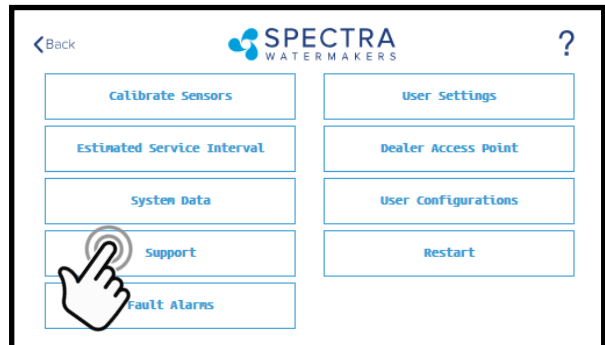 Back
SPECTRA
WATERMAKERS
?
Calibrate Sensors
User Settings
Estimated Service Interval
Dealer Access Point
System Data
User Configurations
Support
Restart
Fault Alarms